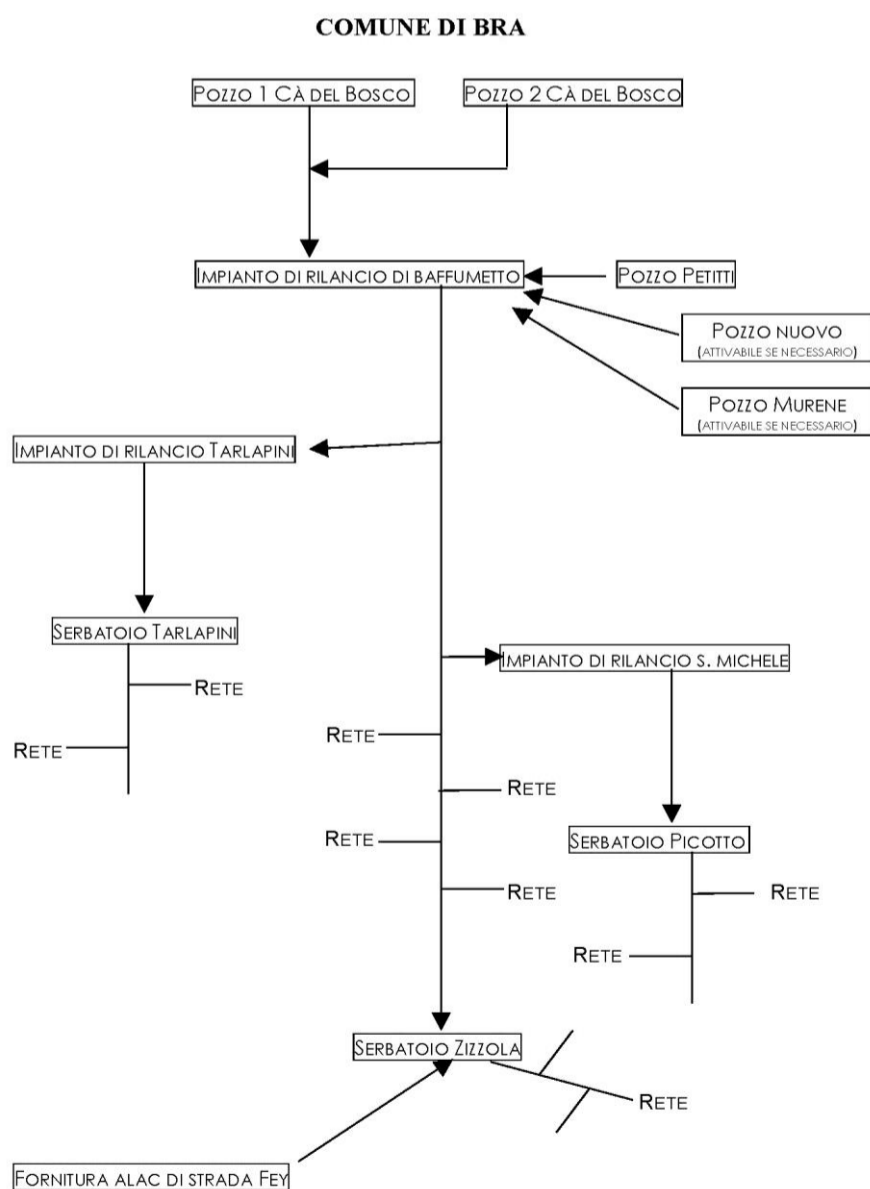 COMUNE DI BRA
POZZO 1 CÀ DEL BOSCO
POZZO 2 CÀ DEL BOSCO
IMPIANTO DI RILANCIO DI BAFFUMETTO
POZZO PETITTI
POZZO NUOVO
(ATTIVABILE SE NECESSARIO)
POZZO MURENE
(ATTIVABILE SE NECESSARIO)
IMPIANTO DI RILANCIO TARLAPINI
SERBATOIO TARLAPINI
IMPIANTO DI RILANCIO S. MICHELE
RETE
RETE
RETE
RETE
RETE
SERBATOIO PICOTTO
RETE
RETE
RETE
SERBATOIO ZIZZOLA
RETE
FORNITURA ALAC DI STRADA FEY